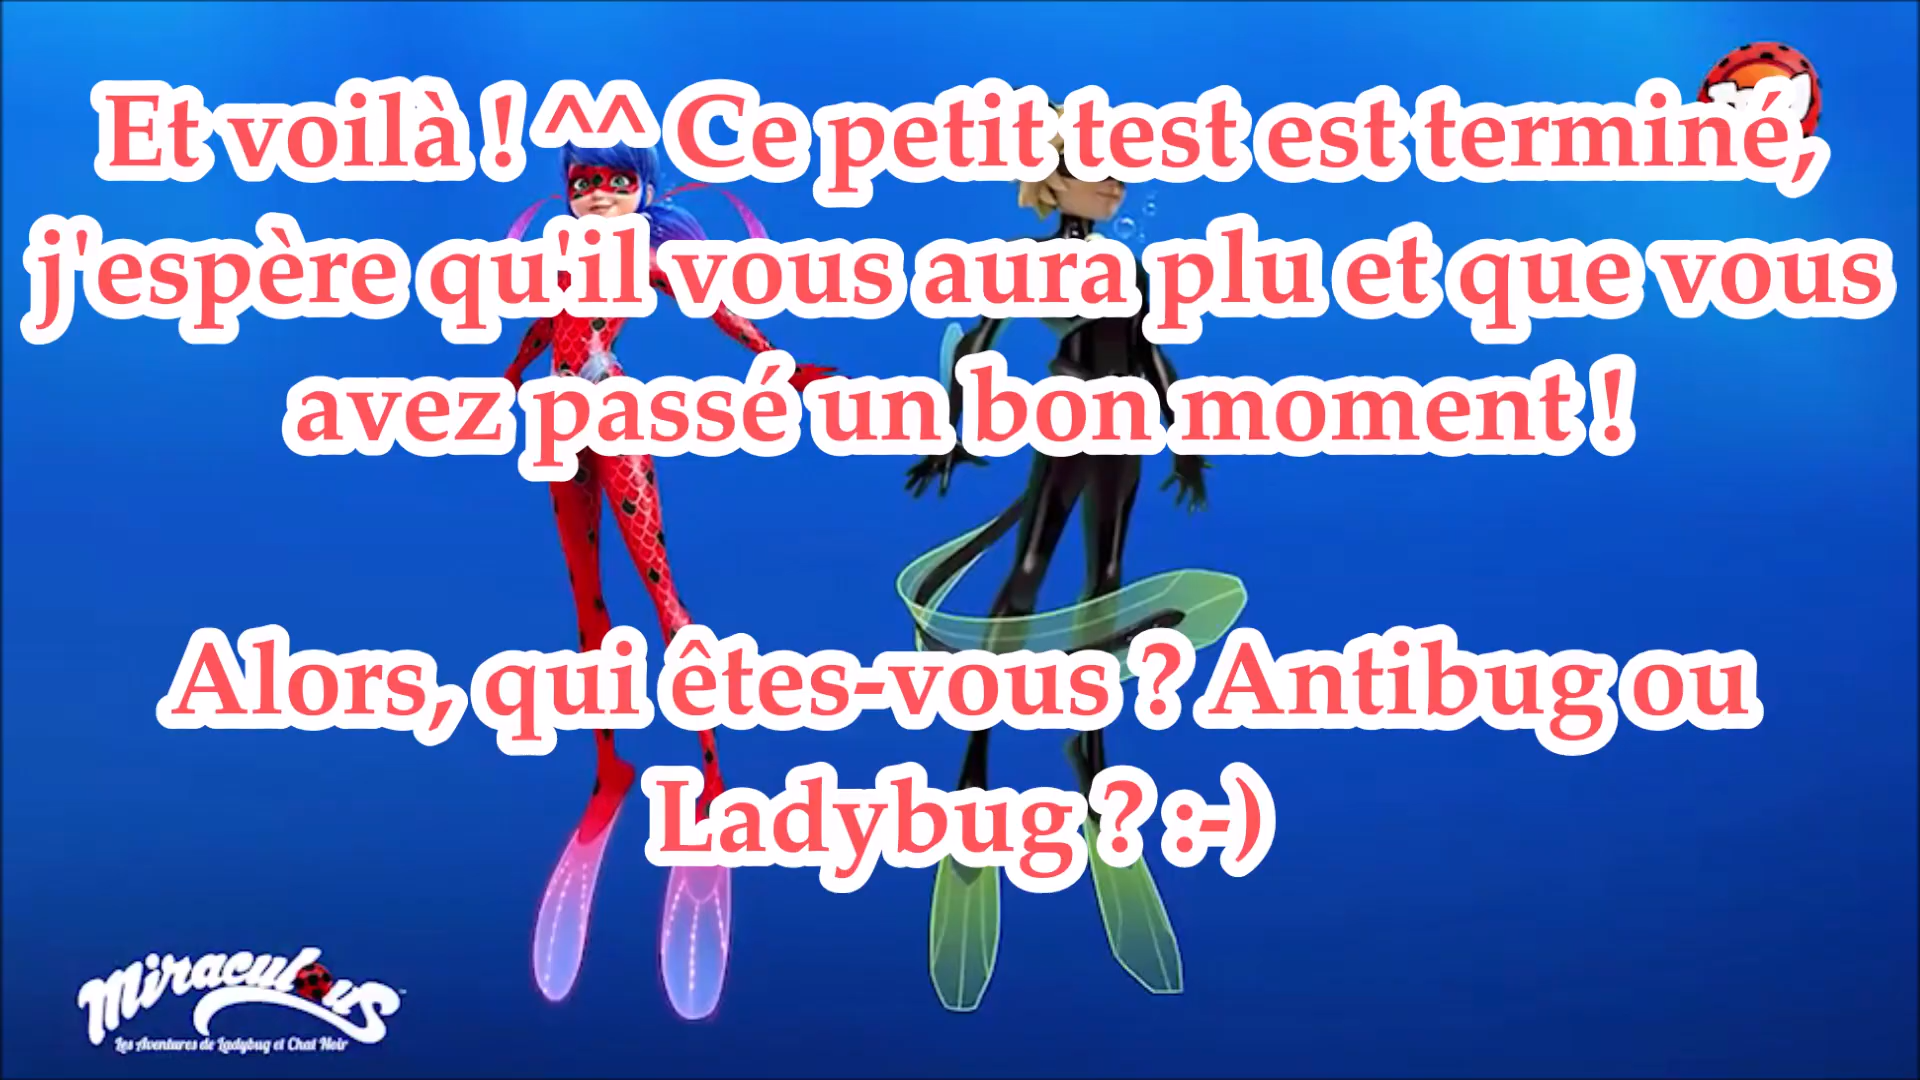 Et voilà ! ^^ Ce petit test est terminé,
j'espère qu'il vous aura plu et que vous
avez passé un bon moment !
Alors, qui êtes-vous ? Antibug ou
Ladybug ? :-)
Miraculous
Les Aventures de Ladybug et Chat Noir